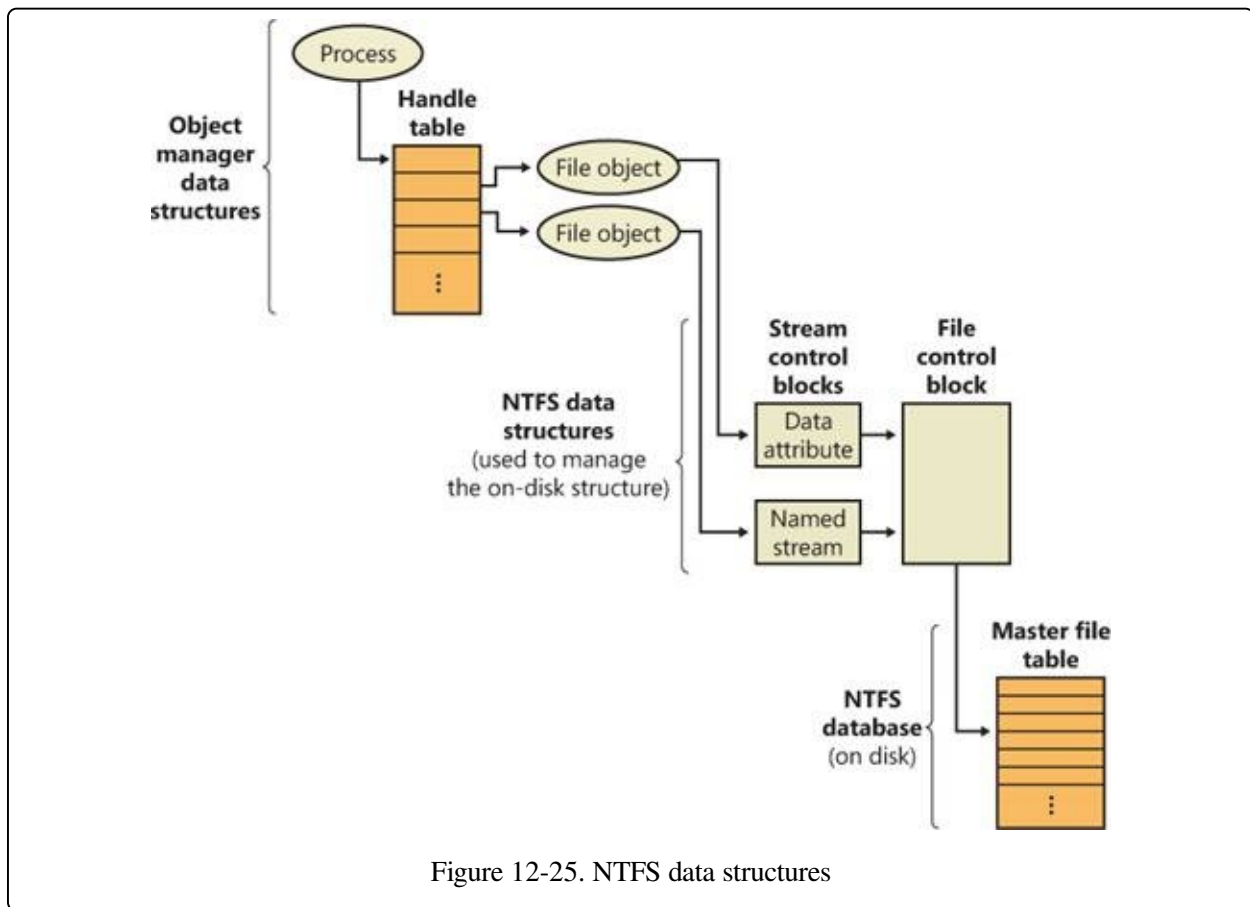 Process
Handle
table
Object
manager
data
structures
File object
File object
⋮
Stream
control
blocks
File
control
block
NTFS data
structures
(used to manage
the on-disk structure)
Data
attribute
Named
stream
Master file
table
NTFS
database
(on disk)
⋮
Figure 12-25. NTFS data structures